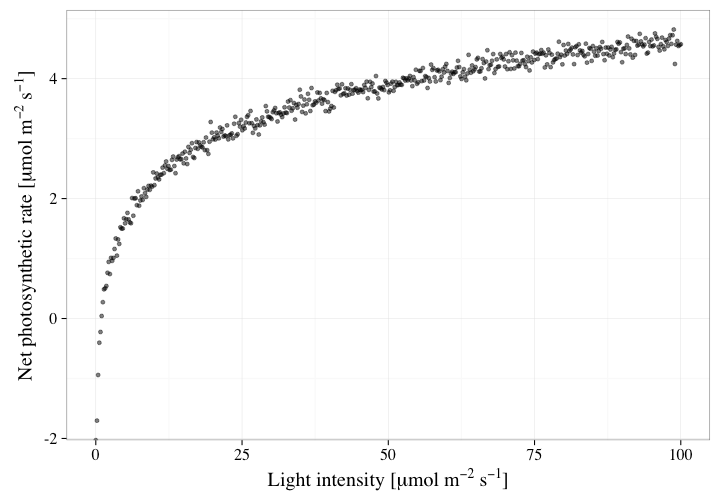 Net photosynthetic rate [μmol m⁻² s⁻¹]
4
2
0
-2
0 25 50 75 100
Light intensity [μmol m⁻² s⁻¹]